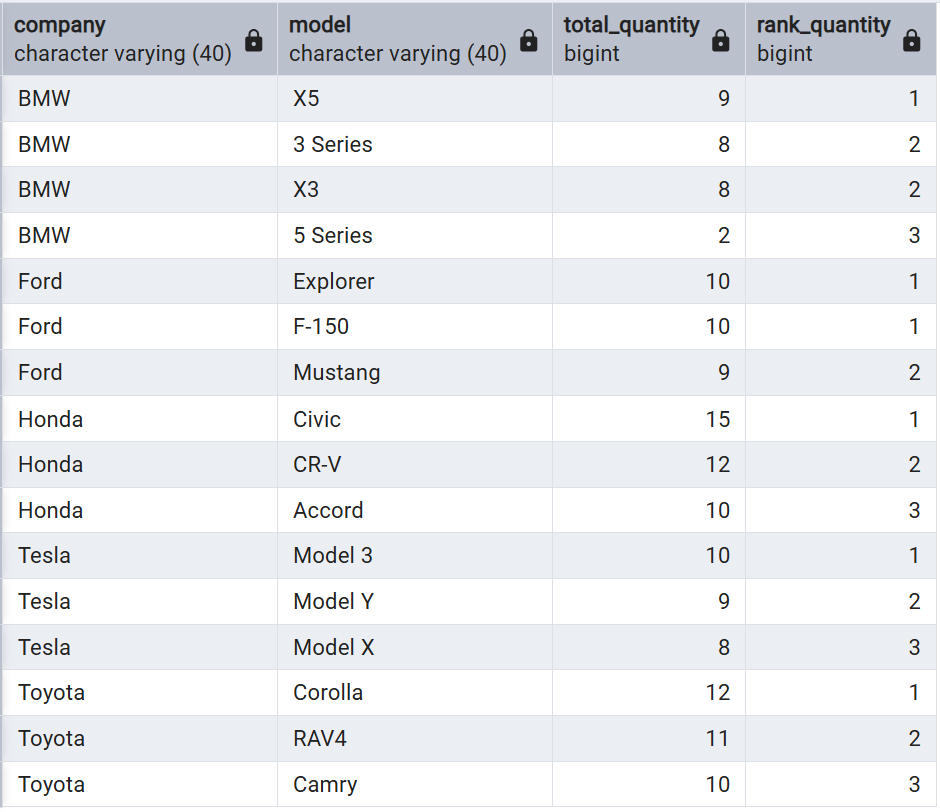 company model total_quantity rank_quantity
character varying (40) character varying (40) bigint bigint
BMW X5 9 1
BMW 3 Series 8 2
BMW X3 8 2
BMW 5 Series 2 3
Ford Explorer 10 1
Ford F-150 10 1
Ford Mustang 9 2
Honda Civic 15 1
Honda CR-V 12 2
Honda Accord 10 3
Tesla Model 3 10 1
Tesla Model Y 9 2
Tesla Model X 8 3
Toyota Corolla 12 1
Toyota RAV4 11 2
Toyota Camry 10 3